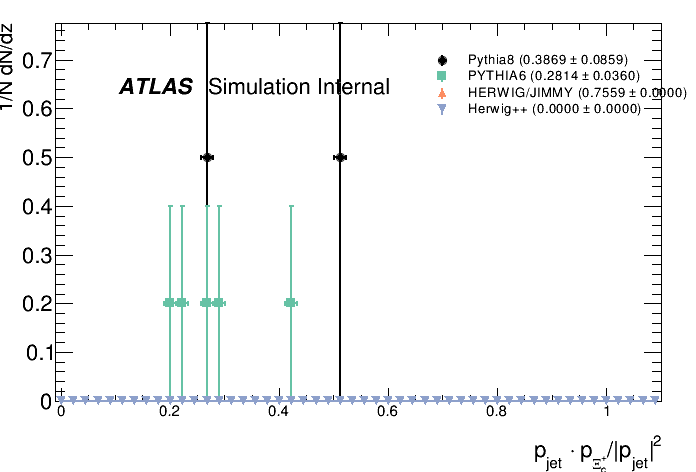 1/N dN/dz
ATLAS Simulation Internal
Pythia8 (0.3869 ± 0.0859)
PYTHIA6 (0.2814 ± 0.0360)
HERWIG/JIMMY (0.7559 ± 0.0000)
Herwig++ (0.0000 ± 0.0000)
0.7
0.6
0.5
0.4
0.3
0.2
0.1
0
0 0.2 0.4 0.6 0.8 1
p_jet · p_Ξ_c^+/|p_jet|^2